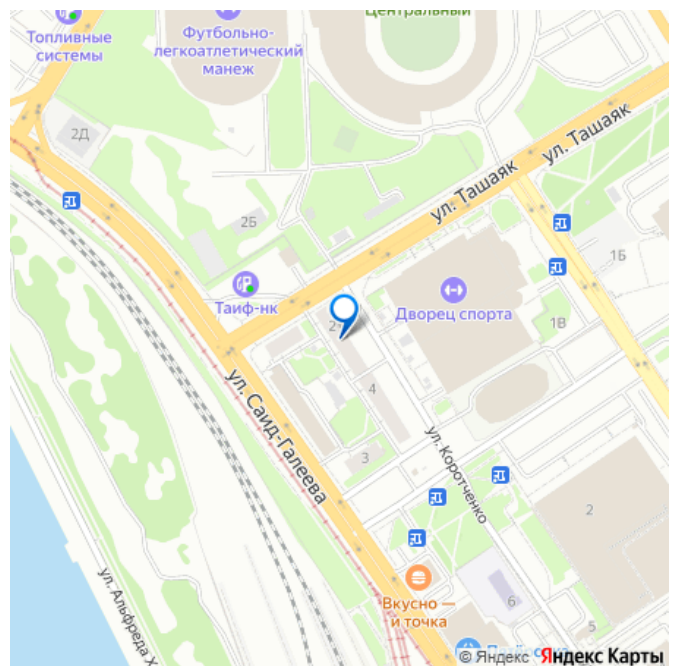 Центральный
Топливные
системы
Футбольно-
легкоатлетический
манеж
2Д
ул. Ташаяк
ул. Ташаяк
2Б
1Б
Таиф-нк
Дворец спорта
1В
2
4
ул. Саид-Галеева
3
ул. Коротченко
2
ул. Альфреда Х
Вкусно —
и точка
6
5
© Яндекс Яндекс Карты